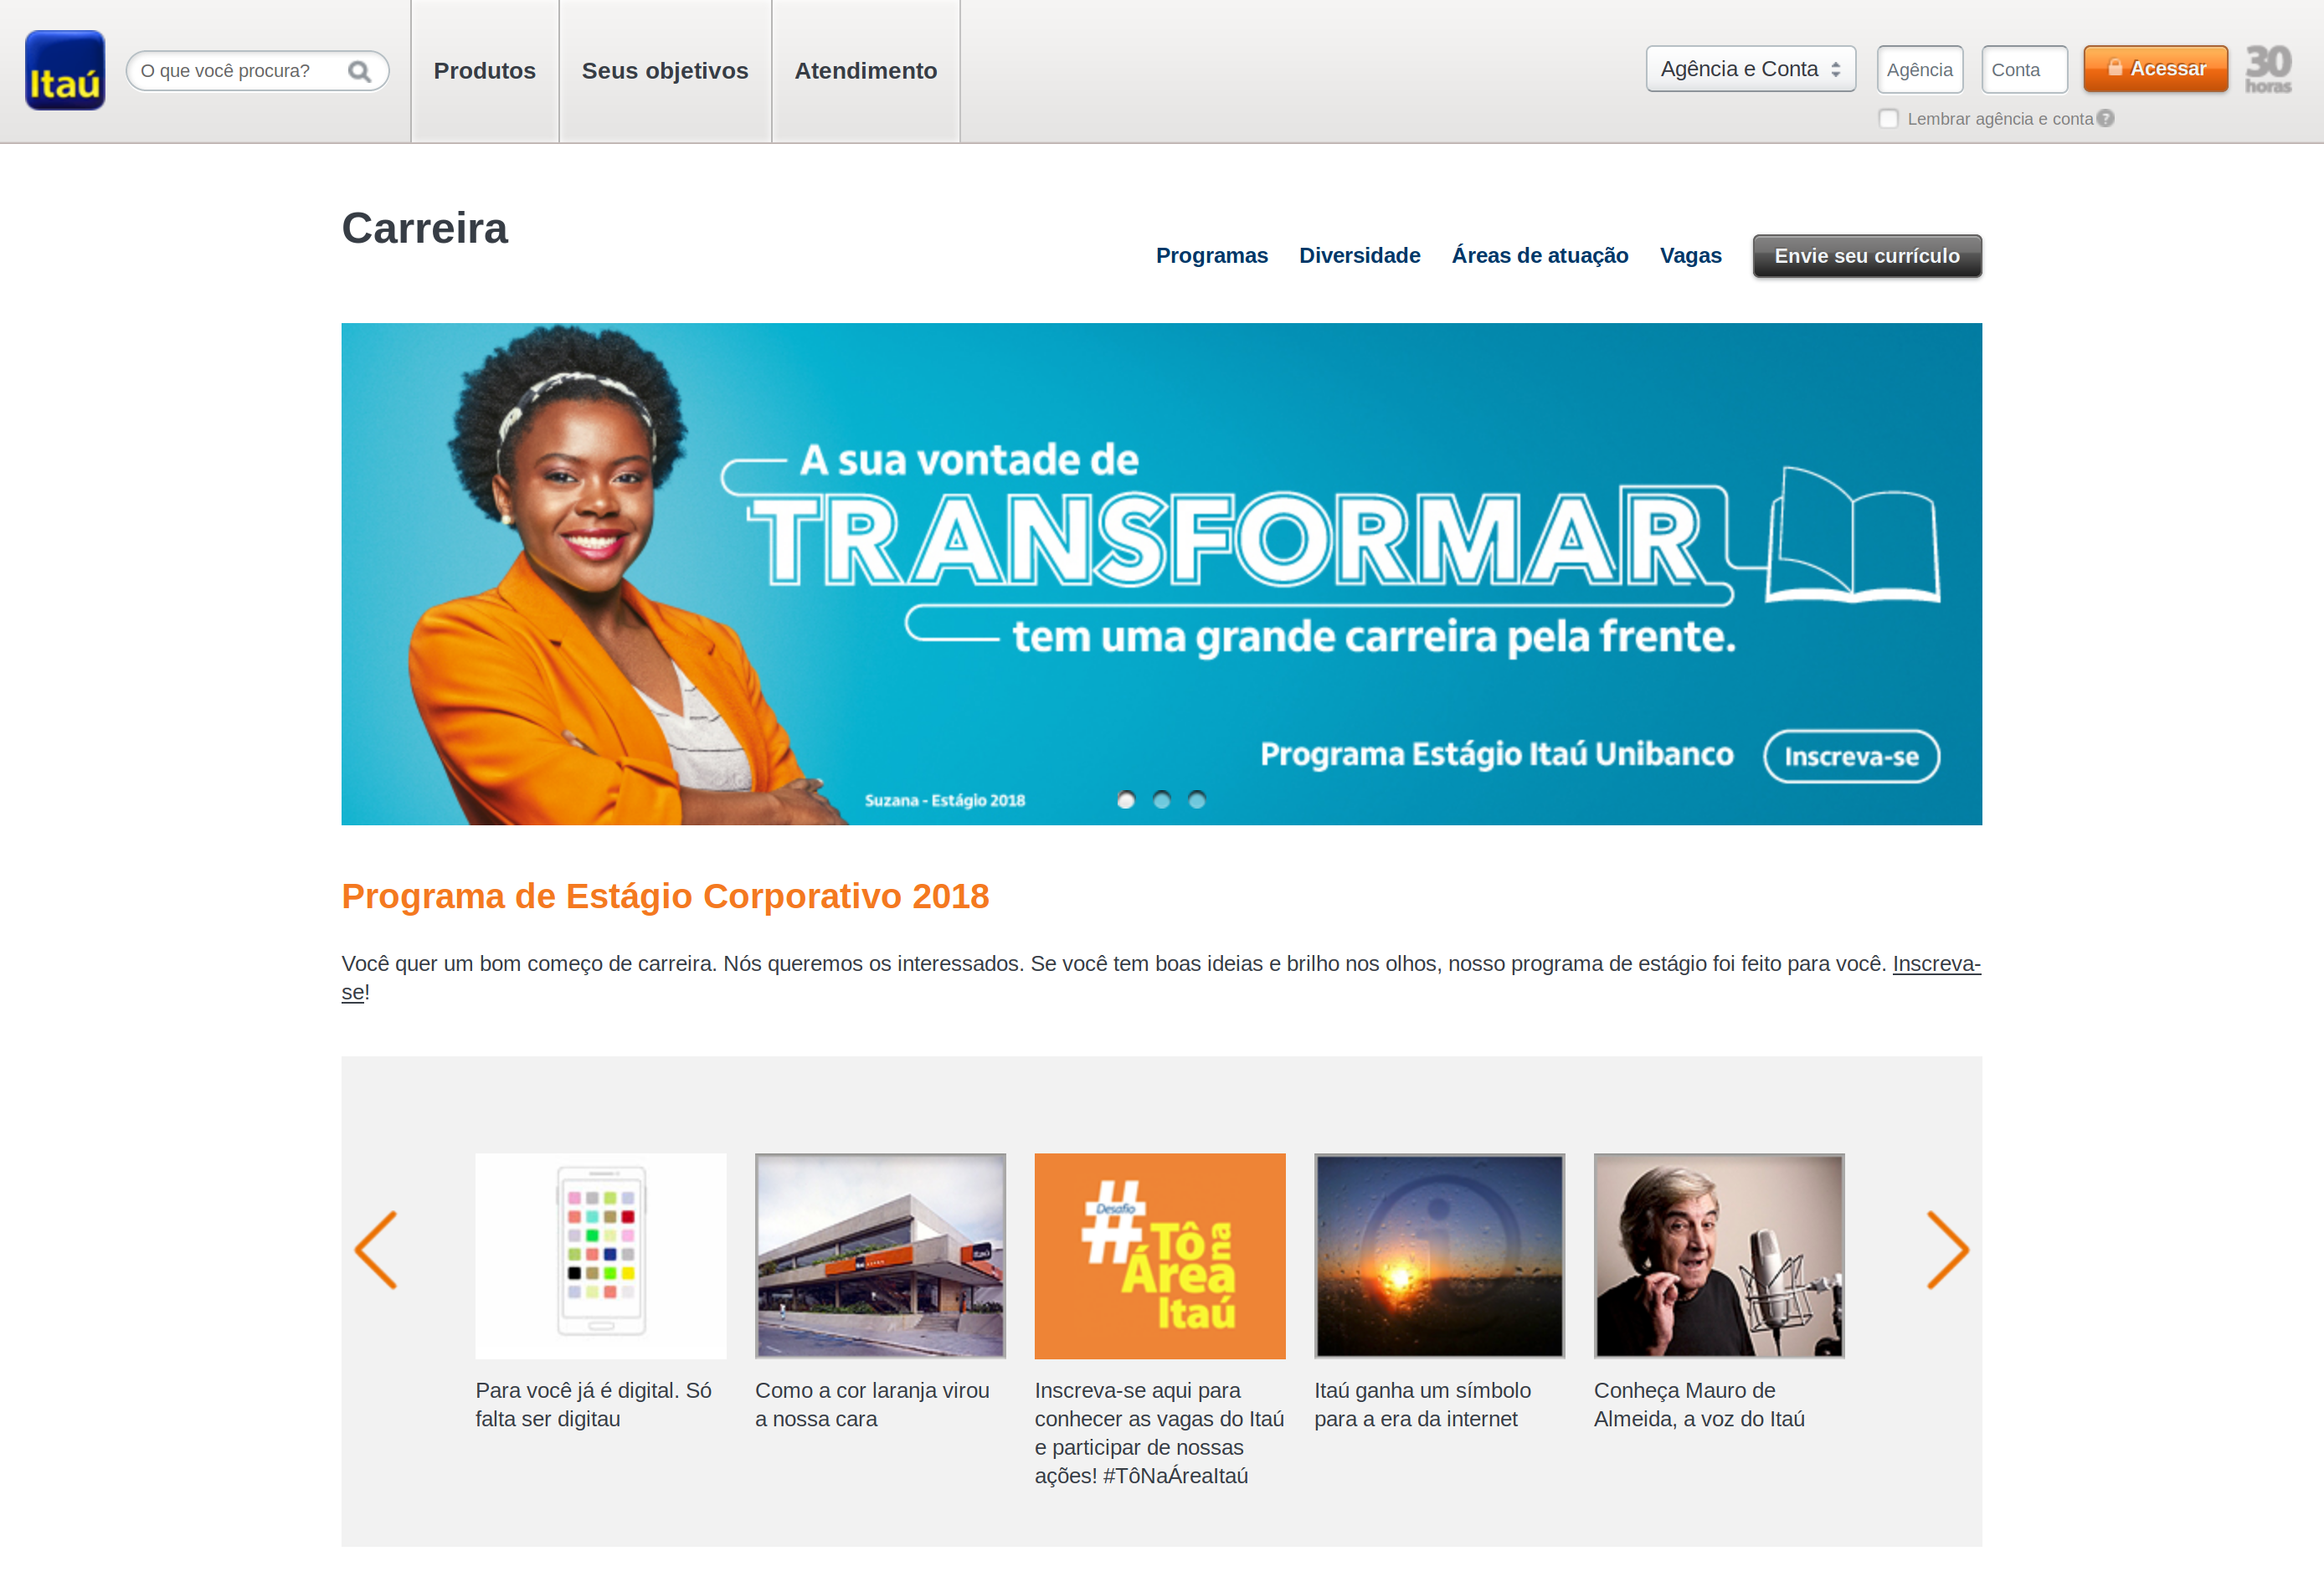 Itaú
O que você procura?
Produtos
Seus objetivos
Atendimento
Agência e Conta
Agência
Conta
Acessar
30
horas
Lembrar agência e conta
?
Carreira
Programas
Diversidade
Áreas de atuação
Vagas
Envie seu currículo
A sua vontade de
TRANSFORMAR
tem uma grande carreira pela frente.
Programa Estágio Itaú Unibanco
Inscreva-se
Suzana - Estágio 2018
Programa de Estágio Corporativo 2018
Você quer um bom começo de carreira. Nós queremos os interessados. Se você tem boas ideias e brilho nos olhos, nosso programa de estágio foi feito para você. Inscreva-
se!
#
Desafio
Tô na
Área
Itaú
Itaú
Para você já é digital. Só
falta ser digitau
Como a cor laranja virou
a nossa cara
Inscreva-se aqui para
conhecer as vagas do Itaú
e participar de nossas
ações! #TôNaÁreaItaú
Itaú ganha um símbolo
para a era da internet
Conheça Mauro de
Almeida, a voz do Itaú